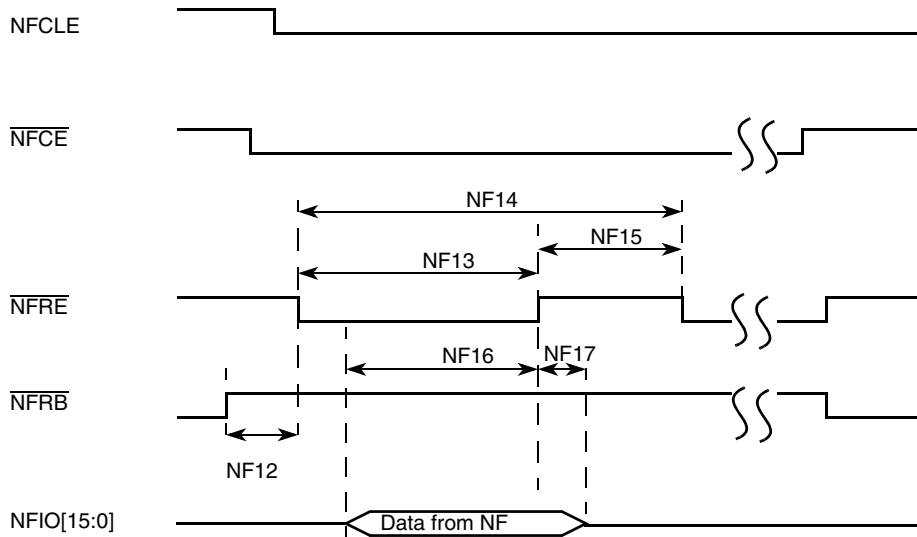 NFCLE
NFCE
NF14
NF15
NF13
NFRE
NF16
NF17
NFRB
NF12
NFIO[15:0]
Data from NF